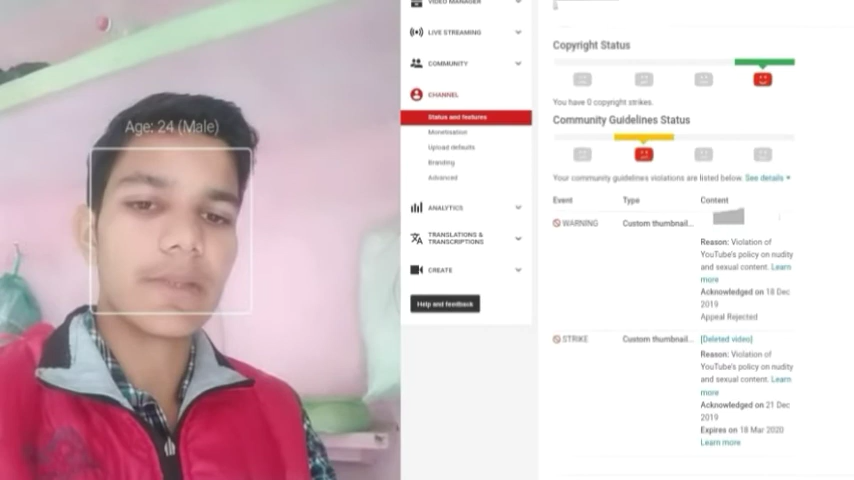 Age: 24 (Male)
VIDEO MANAGER
LIVE STREAMING
COMMUNITY
CHANNEL
Status and features
Monetisation
Upload defaults
Branding
Advanced
ANALYTICS
TRANSLATIONS &
TRANSCRIPTIONS
CREATE
Help and feedback
Copyright Status
You have 0 copyright strikes.
Community Guidelines Status
Your community guidelines violations are listed below. See details
Event Type Content
WARNING Custom thumbnail...
Reason: Violation of
YouTube's policy on nudity
and sexual content. Learn
more
Acknowledged on 18 Dec
2019
Appeal Rejected
STRIKE Custom thumbnail... [Deleted video]
Reason: Violation of
YouTube's policy on nudity
and sexual content. Learn
more
Acknowledged on 21 Dec
2019
Expires on 18 Mar 2020
Learn more